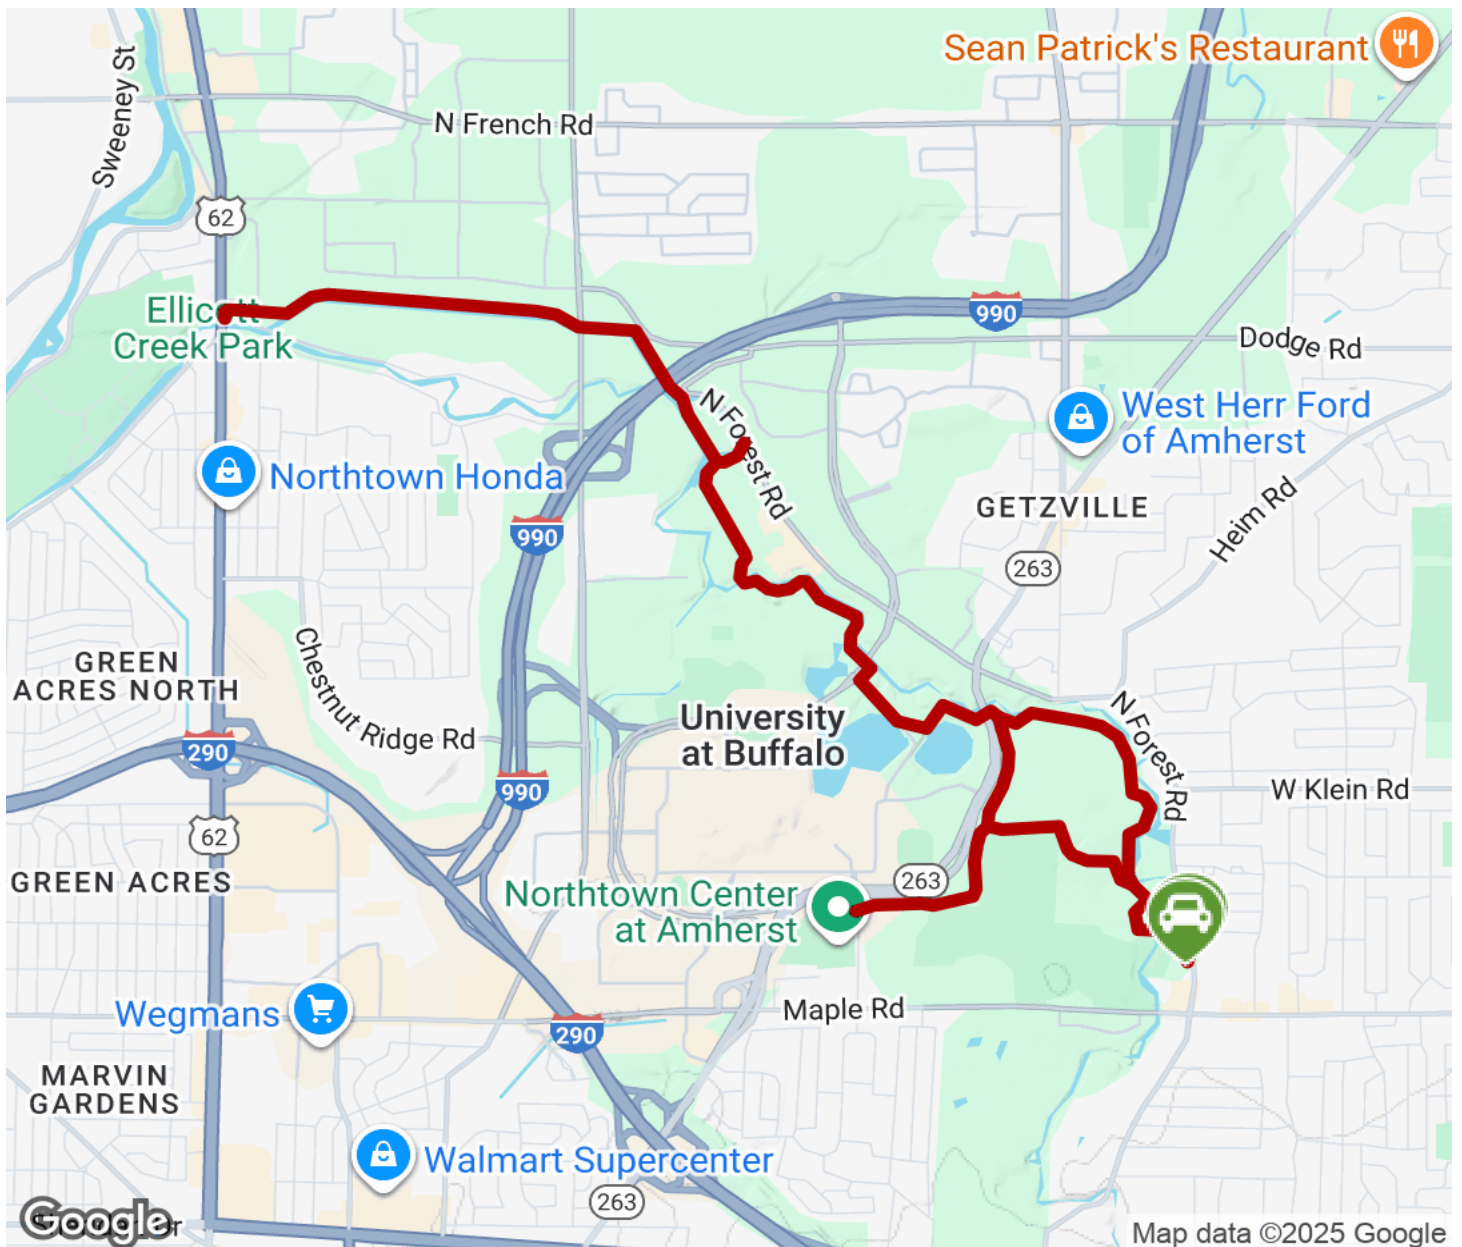 Sean Patrick's Restaurant
Sweeney St
N French Rd
62
Ellicott
Creek Park
990
Dodge Rd
N Forest Rd
West Herr Ford
of Amherst
Northtown Honda
GETZVILLE
Heim Rd
990
263
Chestnut Ridge Rd
GREEN
ACRES NORTH
University
at Buffalo
N Forest Rd
290
990
W Klein Rd
62
GREEN ACRES
263
Northtown Center
at Amherst
Wegmans
Maple Rd
290
MARVIN
GARDENS
Walmart Supercenter
263
Google
Map data ©2025 Google